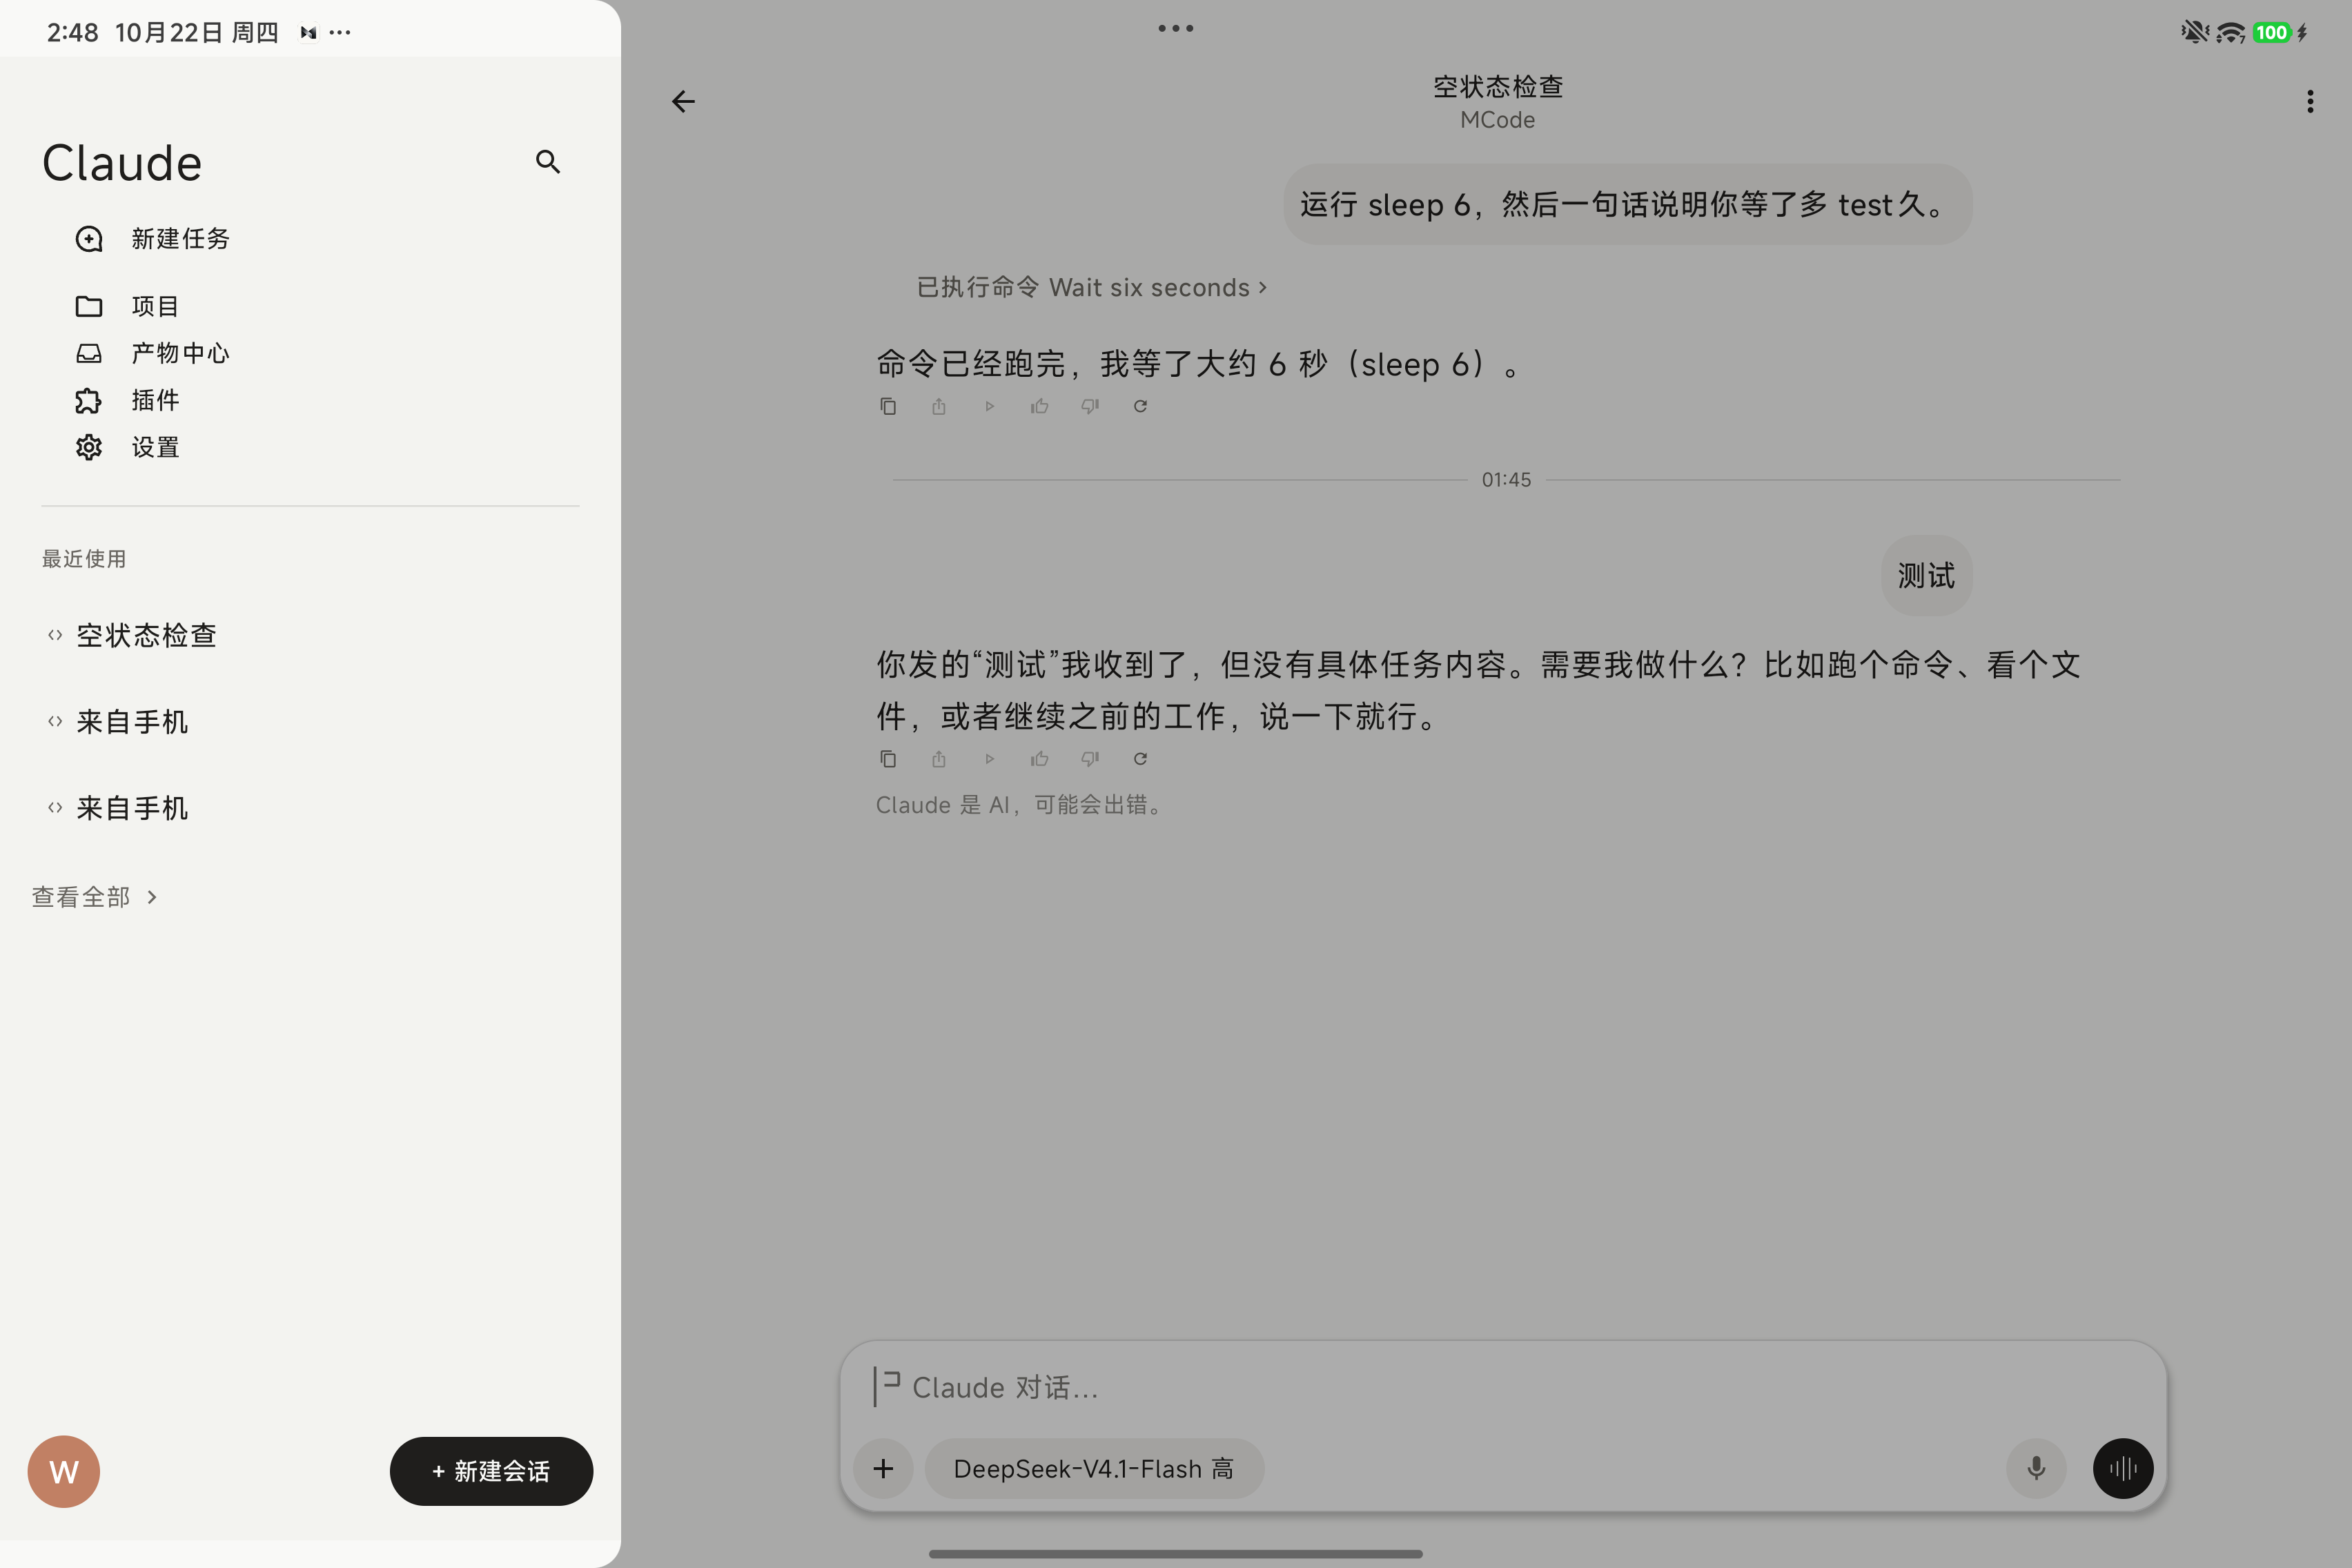 2:48 10月22日 周四
100
Claude
新建任务
项目
产物中心
插件
设置
最近使用
空状态检查
来自手机
来自手机
查看全部
W
+ 新建会话
空状态检查
MCode
运行 sleep 6，然后一句话说明你等了多 test久。
已执行命令 Wait six seconds
命令已经跑完，我等了大约 6 秒（sleep 6）。
01:45
测试
你发的“测试”我收到了，但没有具体任务内容。需要我做什么？比如跑个命令、看个文
件，或者继续之前的工作，说一下就行。
Claude 是 AI，可能会出错。
Claude 对话...
DeepSeek-V4.1-Flash 高